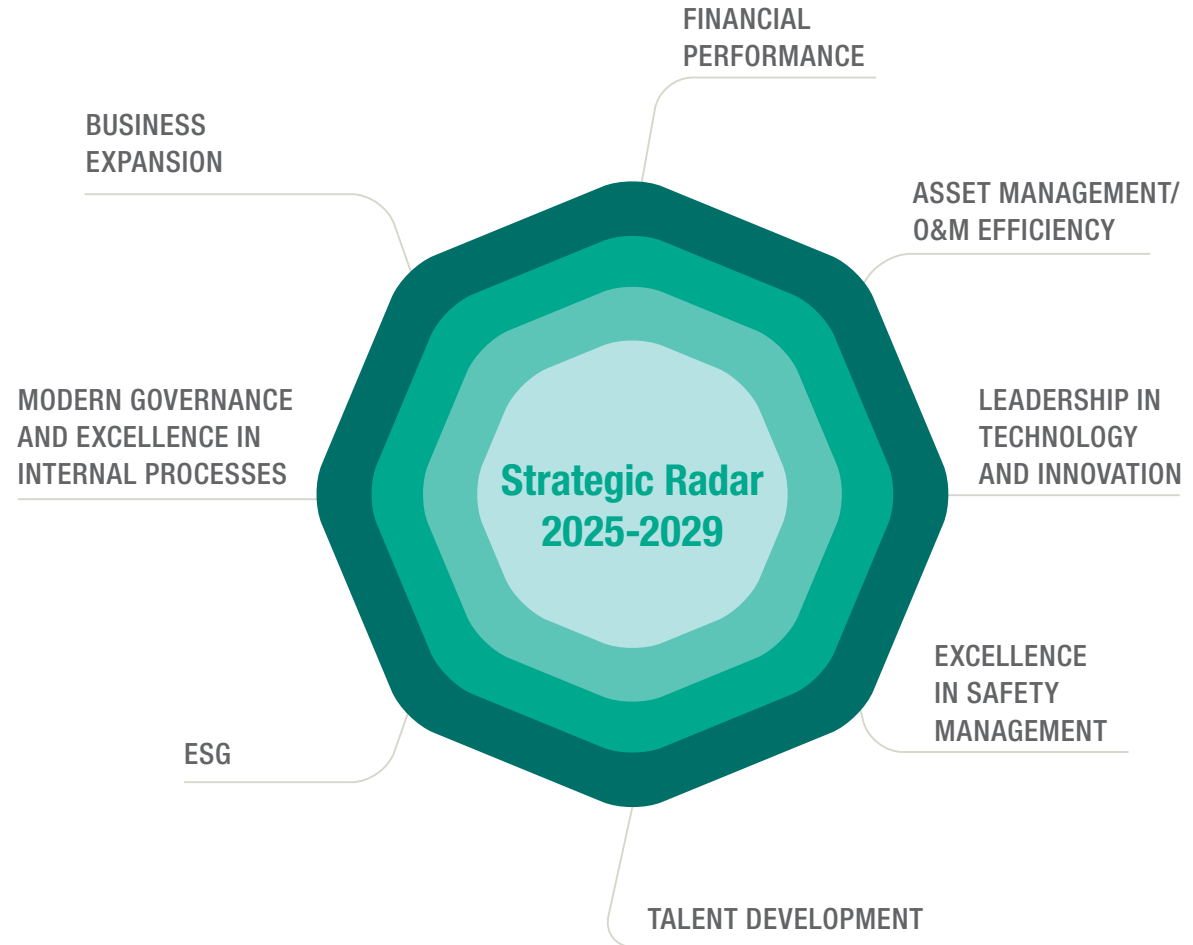 FINANCIAL
PERFORMANCE
BUSINESS
EXPANSION
ASSET MANAGEMENT/
O&M EFFICIENCY
MODERN GOVERNANCE
AND EXCELLENCE IN
INTERNAL PROCESSES
LEADERSHIP IN
TECHNOLOGY
AND INNOVATION
Strategic Radar
2025-2029
EXCELLENCE
IN SAFETY
MANAGEMENT
ESG
TALENT DEVELOPMENT